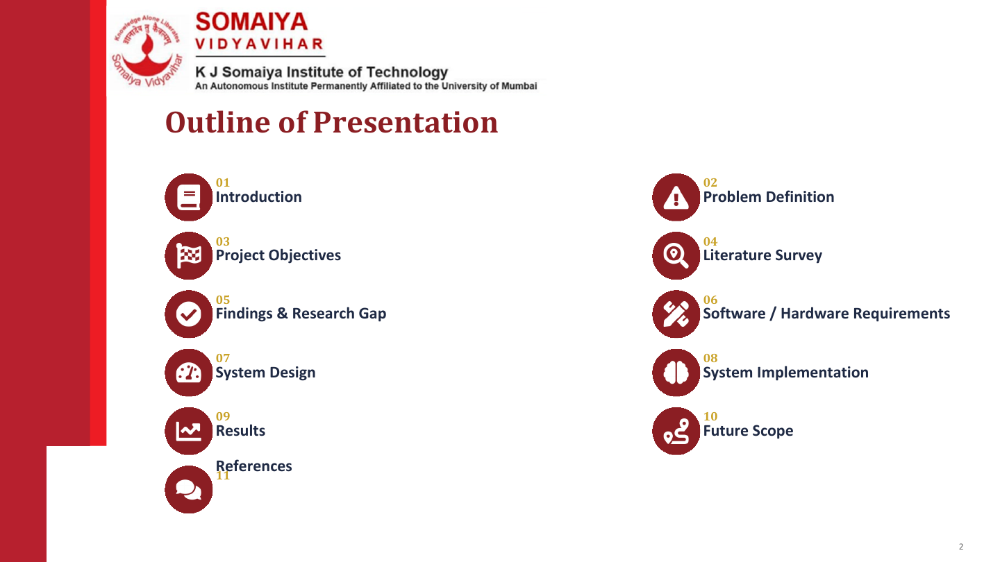 Knowledge Alone Liberates
ज्ञानादेव तु कैवल्यम्
Somaiya Vidyavihar
SOMAIYA
VIDYAVIHAR
K J Somaiya Institute of Technology
An Autonomous Institute Permanently Affiliated to the University of Mumbai
Outline of Presentation
01
Introduction
02
Problem Definition
03
Project Objectives
04
Literature Survey
05
Findings & Research Gap
06
Software / Hardware Requirements
07
System Design
08
System Implementation
09
Results
10
Future Scope
References
11
2